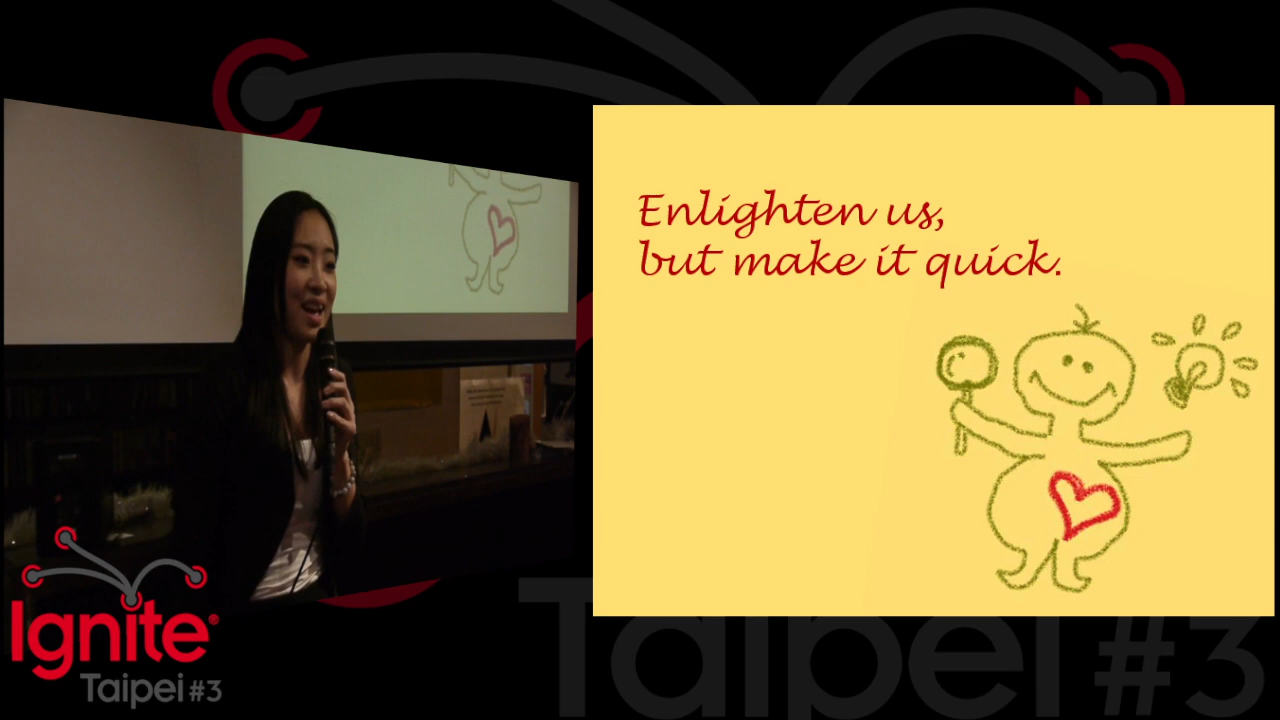 Enlighten us,
but make it quick.
Ignite®
Taipei #3
Taipei #3